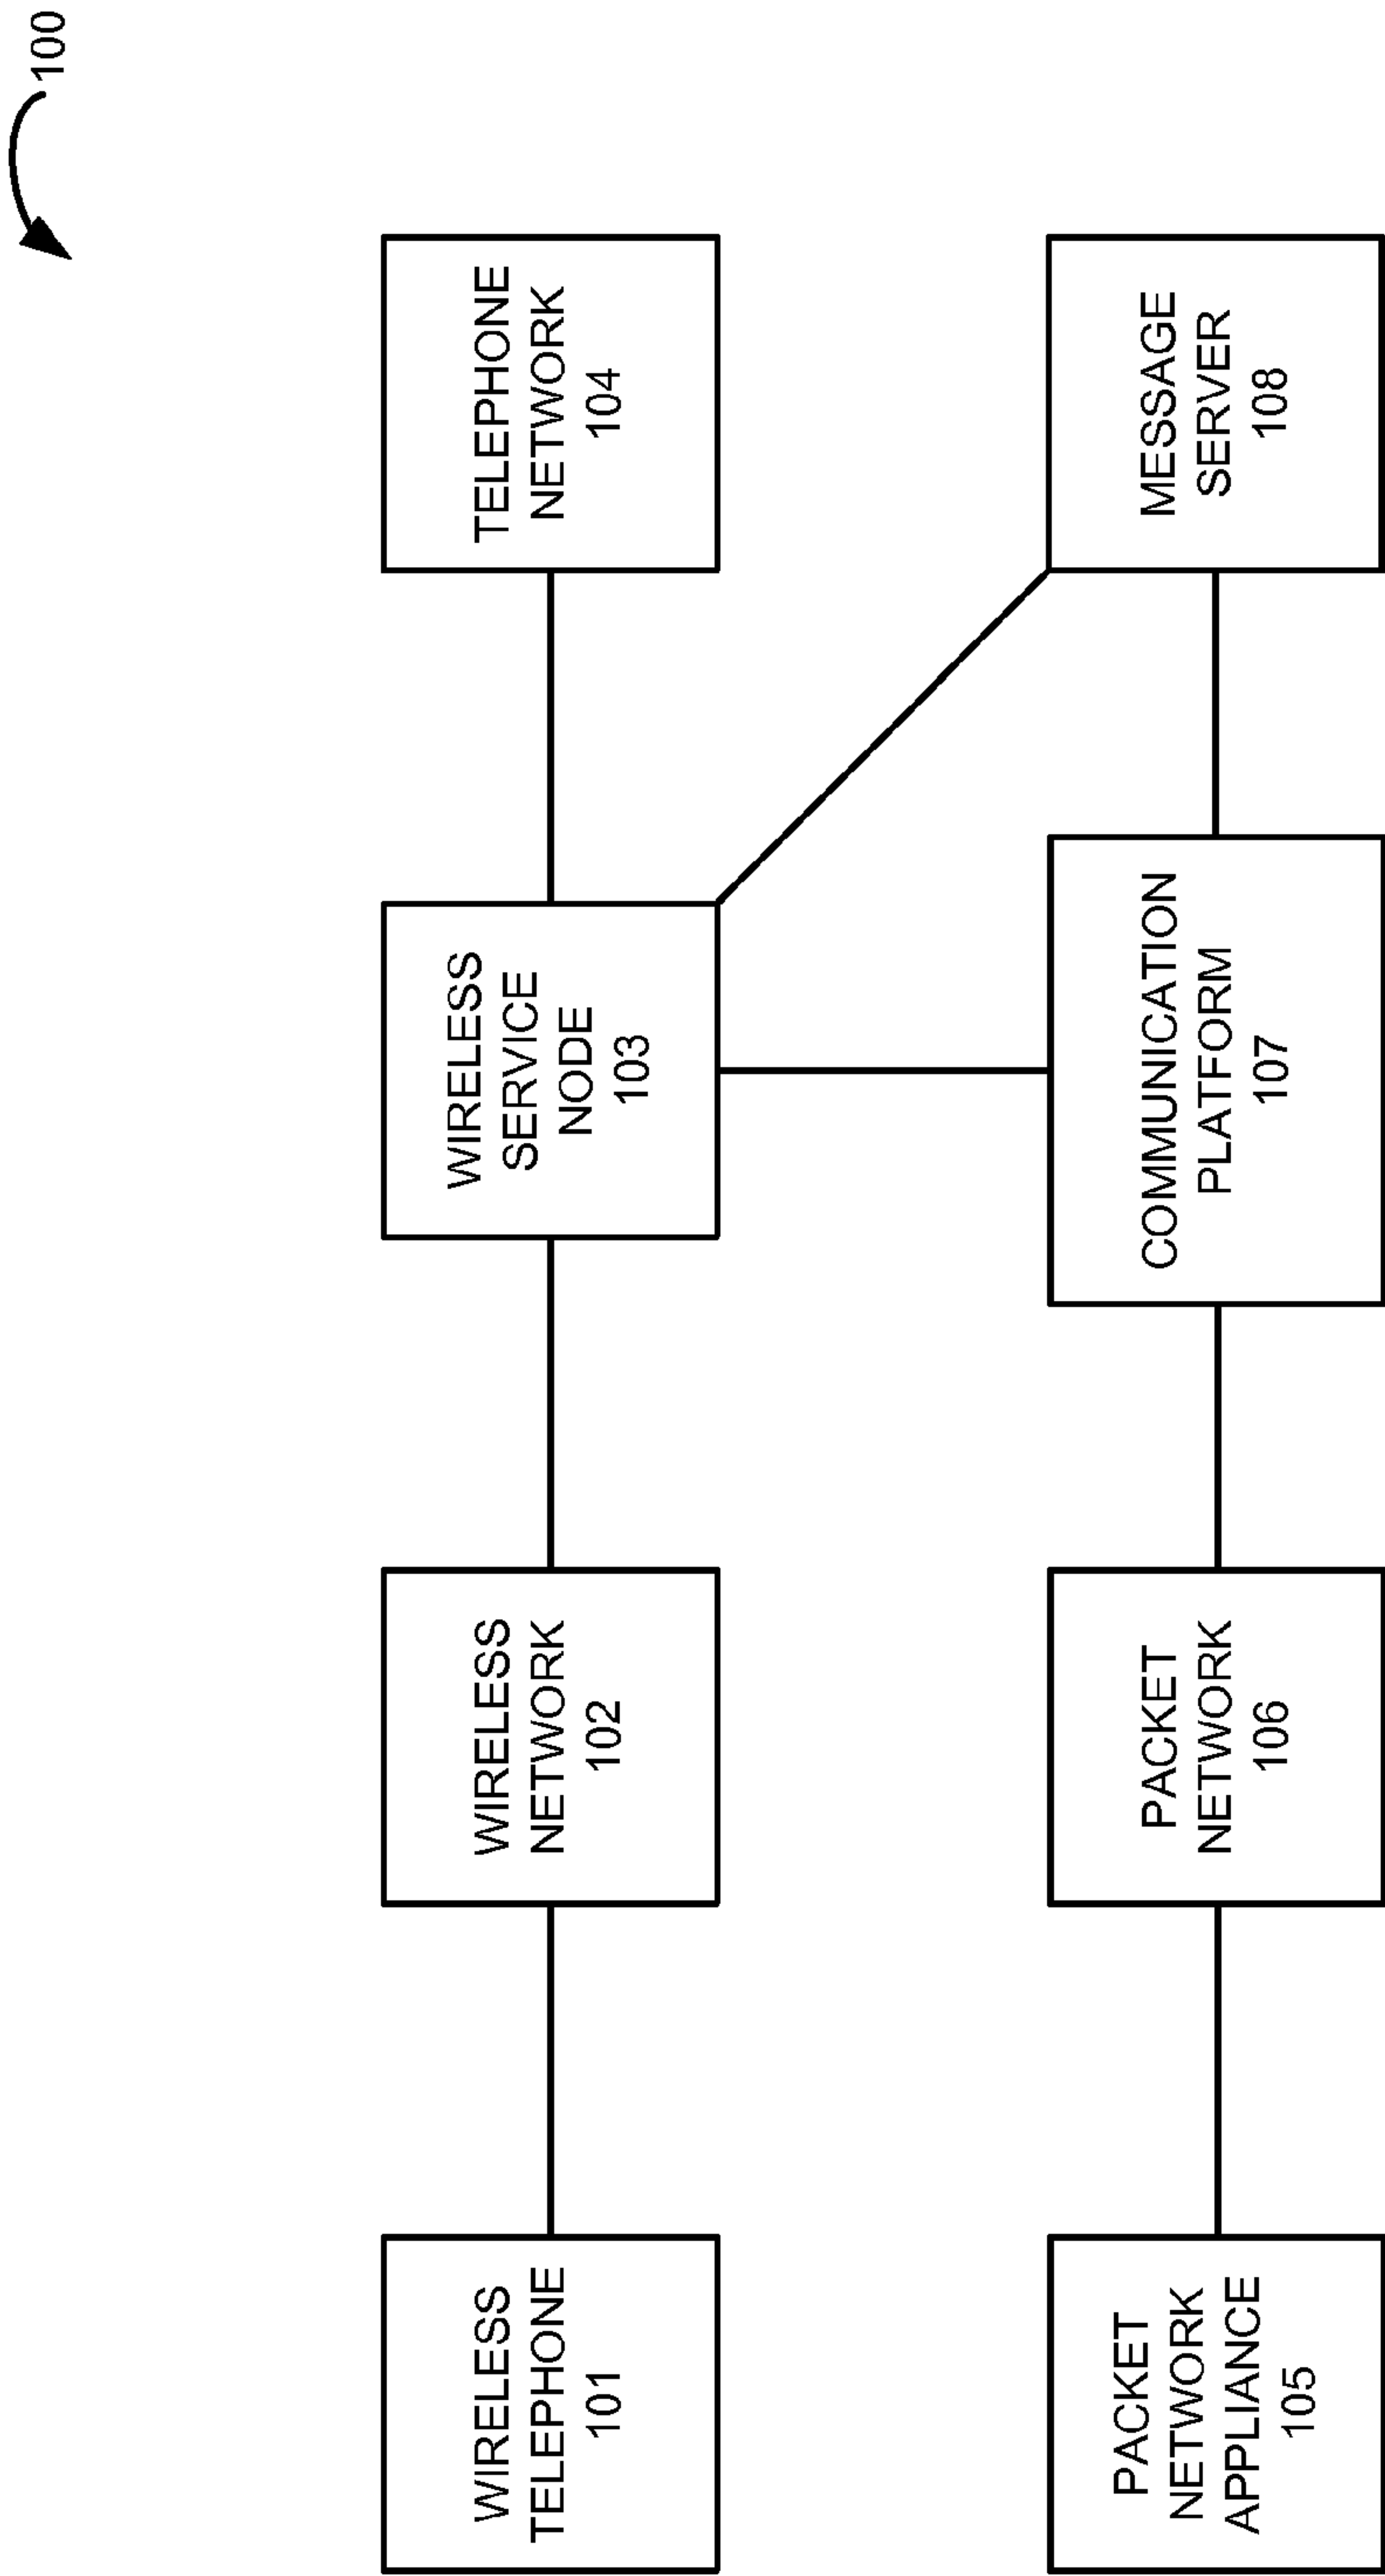 100
WIRELESS
TELEPHONE
101
WIRELESS
NETWORK
102
WIRELESS
SERVICE
NODE
103
TELEPHONE
NETWORK
104
PACKET
NETWORK
APPLIANCE
105
PACKET
NETWORK
106
COMMUNICATION
PLATFORM
107
MESSAGE
SERVER
108